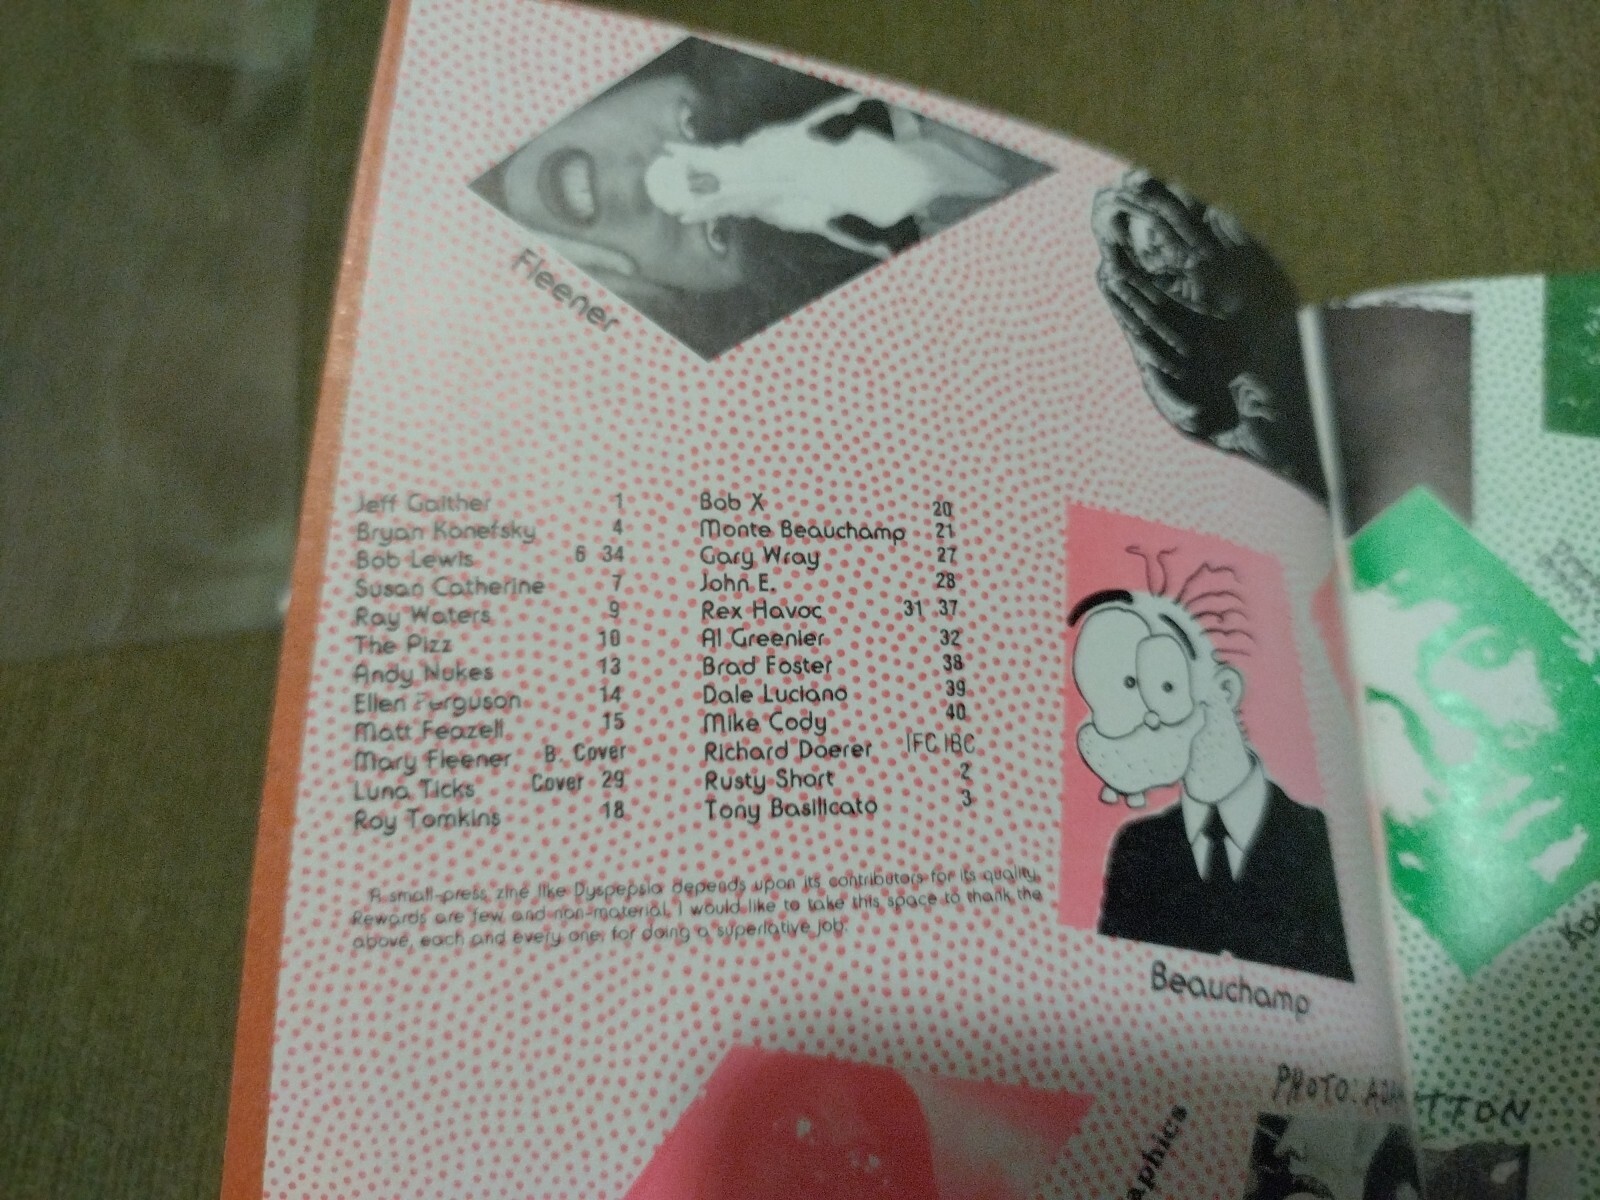 Fleener
Jeff Gaither 1
Bryan Konefsky 4
Bob Lewis 6 34
Susan Catherine 7
Ray Waters 9
The Pizz 10
Andy Nukes 13
Ellen Ferguson 14
Matt Feazell 15
Mary Fleener B. Cover
Luna Ticks Cover 29
Roy Tomkins 18
Bob X 20
Monte Beauchamp 21
Gary Wray 27
John E. 28
Rex Havoc 31 37
Al Greenier 32
Brad Foster 38
Dale Luciano 39
Mike Cody 40
Richard Doerer IFC IBC
Rusty Short 2
Tony Basilicato 3
A small-press zine like Dyspepsia depends upon its contributors for its quality.
Rewards are few and non-material. I would like to take this space to thank the
above, each and every one, for doing a superlative job.
Beauchamp
PHOTO: